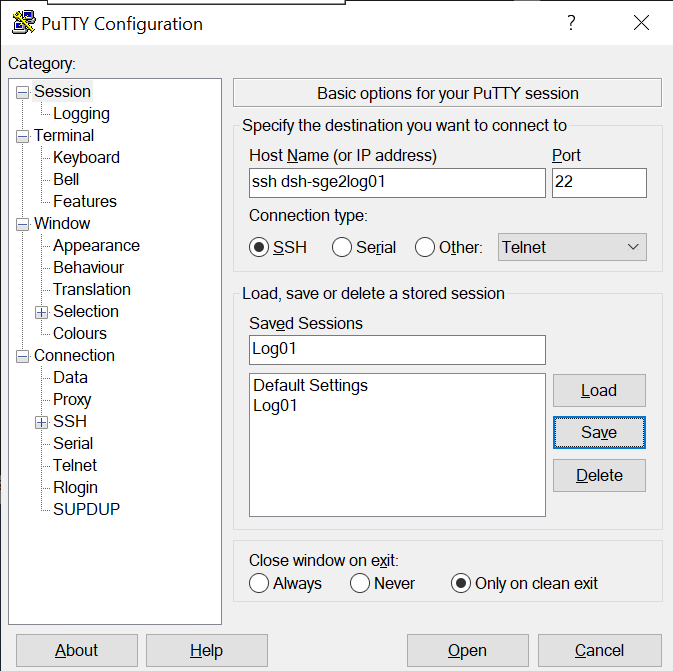 PuTTY Configuration
?
Category:
Session
Logging
Terminal
Keyboard
Bell
Features
Window
Appearance
Behaviour
Translation
Selection
Colours
Connection
Data
Proxy
SSH
Serial
Telnet
Rlogin
SUPDUP
Basic options for your PuTTY session
Specify the destination you want to connect to
Host Name (or IP address) Port
ssh dsh-sge2log01 22
Connection type:
SSH Serial Other: Telnet
Load, save or delete a stored session
Saved Sessions
Log01
Default Settings
Log01
Load
Save
Delete
Close window on exit:
Always Never Only on clean exit
About Help Open Cancel